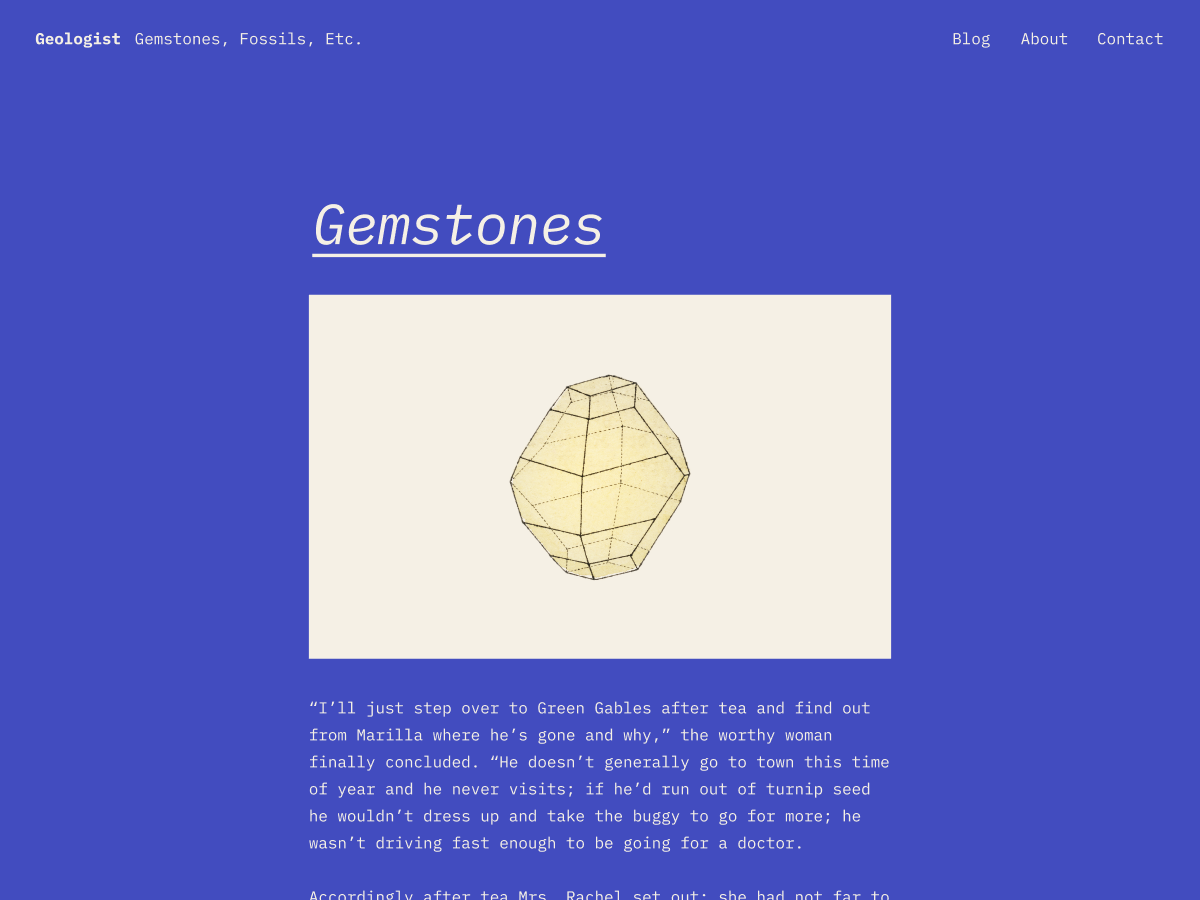 Geologist Gemstones, Fossils, Etc.
Blog About Contact
Gemstones
“I’ll just step over to Green Gables after tea and find out
from Marilla where he’s gone and why,” the worthy woman
finally concluded. “He doesn’t generally go to town this time
of year and he never visits; if he’d run out of turnip seed
he wouldn’t dress up and take the buggy to go for more; he
wasn’t driving fast enough to be going for a doctor.
Accordingly after tea Mrs. Rachel set out; she had not far to